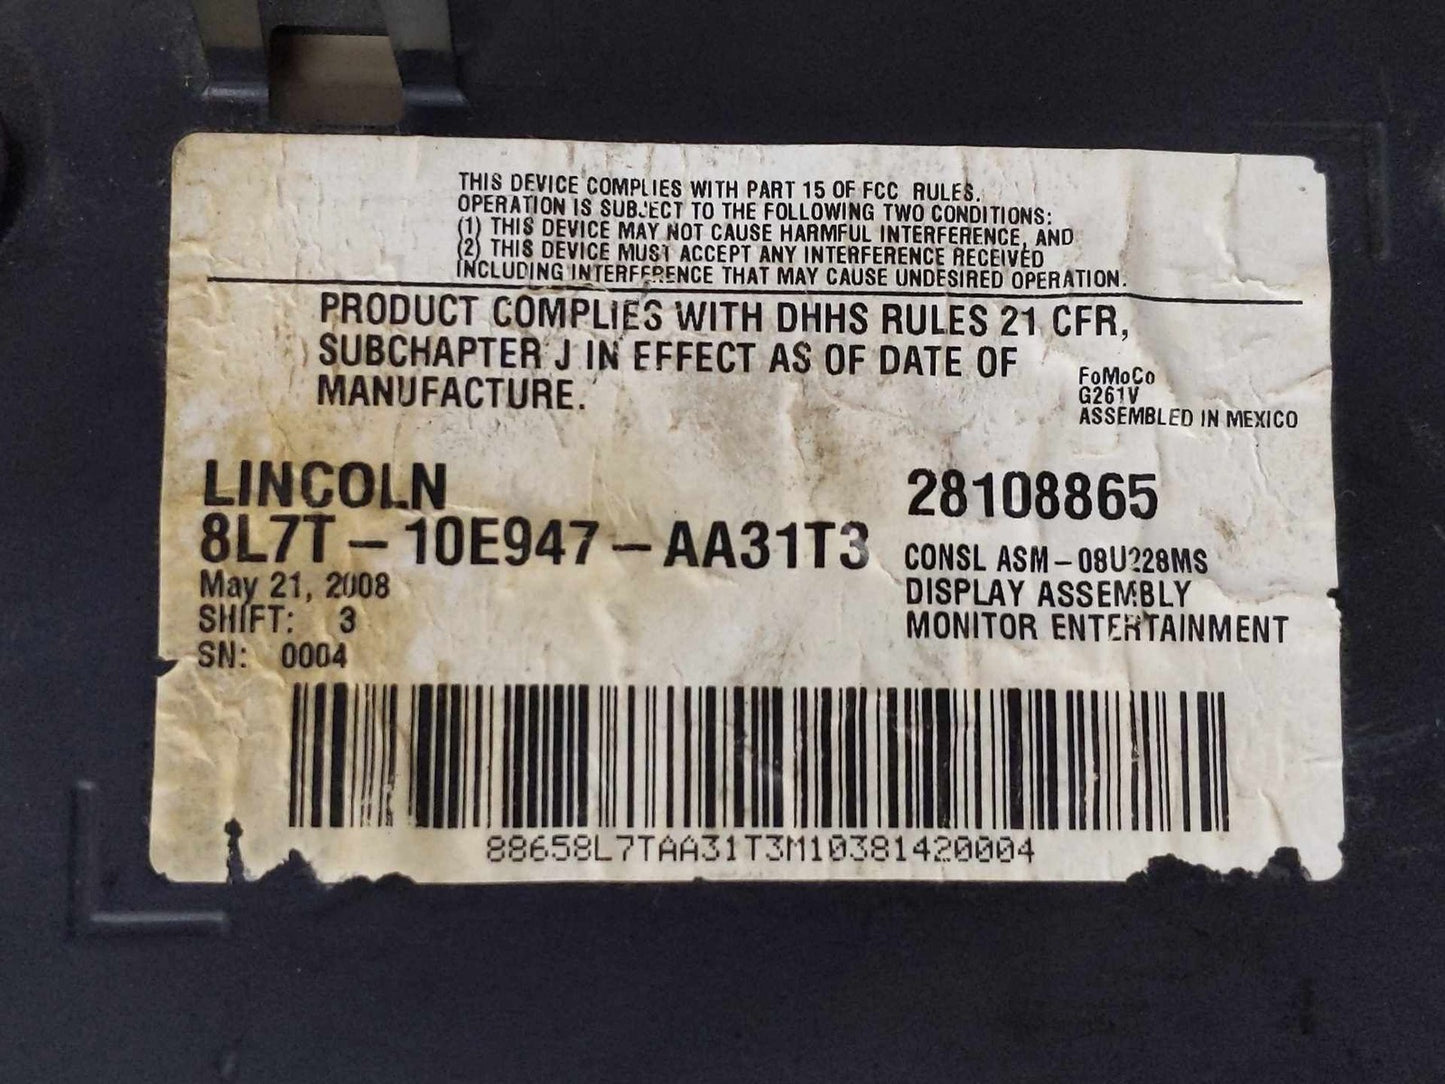 THIS DEVICE COMPLIES WITH PART 15 OF FCC RULES.
OPERATION IS SUBJECT TO THE FOLLOWING TWO CONDITIONS:
(1) THIS DEVICE MAY NOT CAUSE HARMFUL INTERFERENCE, AND
(2) THIS DEVICE MUST ACCEPT ANY INTERFERENCE RECEIVED
INCLUDING INTERFERENCE THAT MAY CAUSE UNDESIRED OPERATION.
PRODUCT COMPLIES WITH DHHS RULES 21 CFR,
SUBCHAPTER J IN EFFECT AS OF DATE OF
MANUFACTURE.
FoMoCo
G261V
ASSEMBLED IN MEXICO
LINCOLN
8L7T-10E947-AA31T3
May 21, 2008
SHIFT: 3
SN: 0004
28108865
CONSL ASM-08U228MS
DISPLAY ASSEMBLY
MONITOR ENTERTAINMENT
88658L7TAA31T3M10381420004